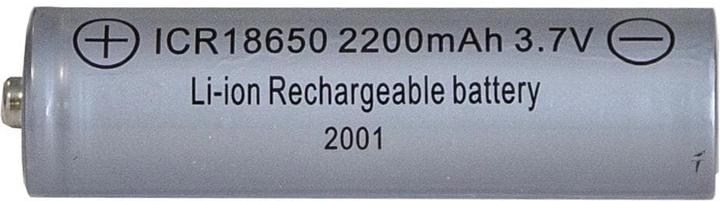 ⊕ ICR18650 2200mAh 3.7V ⊖
Li-ion Rechargeable battery
2001